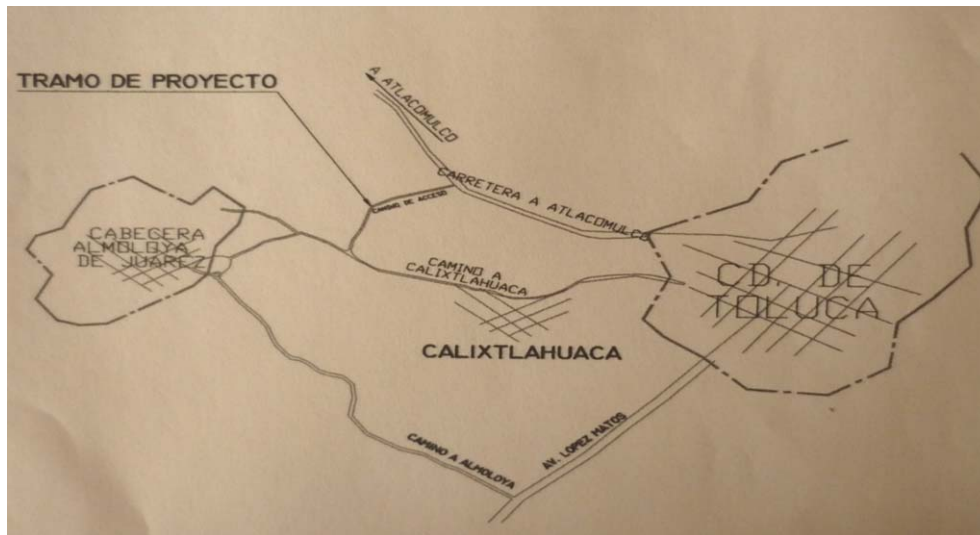 TRAMO DE PROYECTO
A ATLACOMULCO
CARRETERA A ATLACOMULCO
CAMINO DE ACCESO
CABECERA
ALMOLOYA
DE JUAREZ
CAMINO A
CALIXTLAHUACA
CD. DE
TOLUCA
CALIXTLAHUACA
AV. LOPEZ MATOS
CAMINO A ALMOLOYA